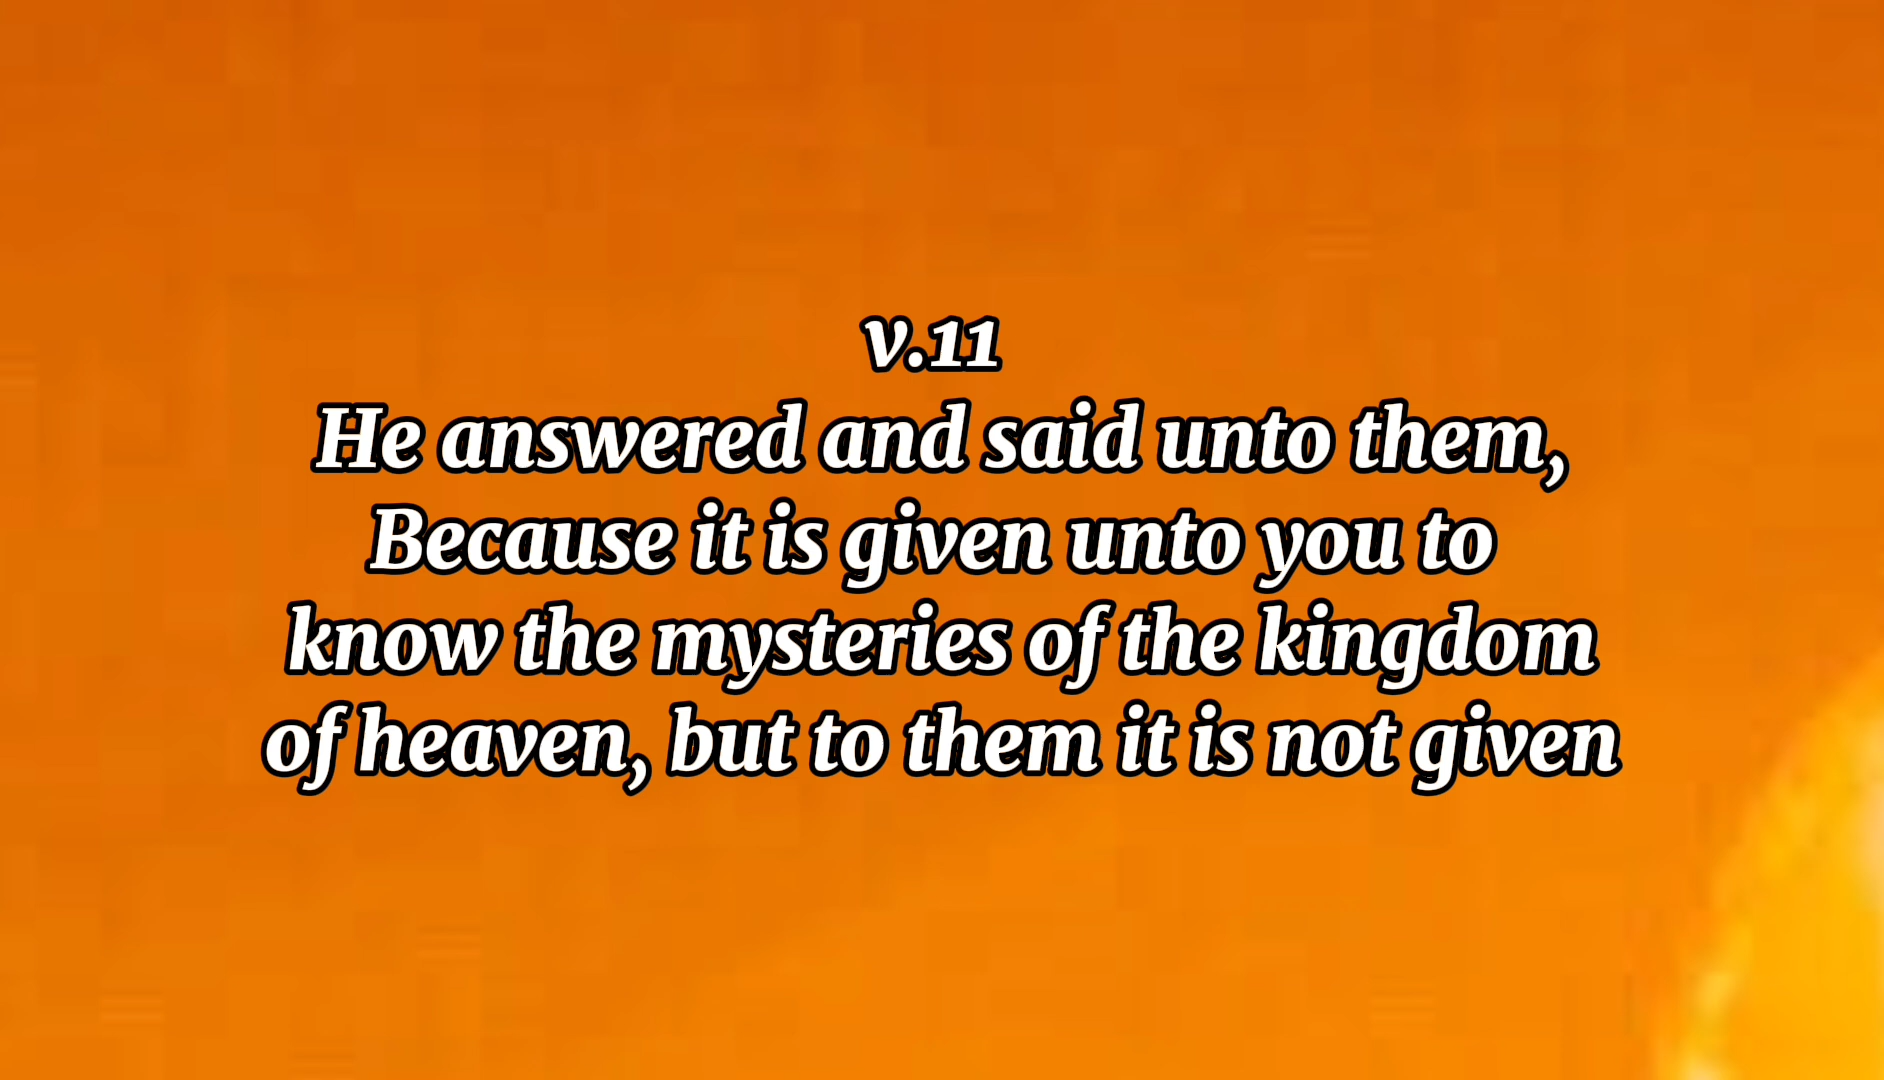 v.11
He answered and said unto them,
Because it is given unto you to
know the mysteries of the kingdom
of heaven, but to them it is not given